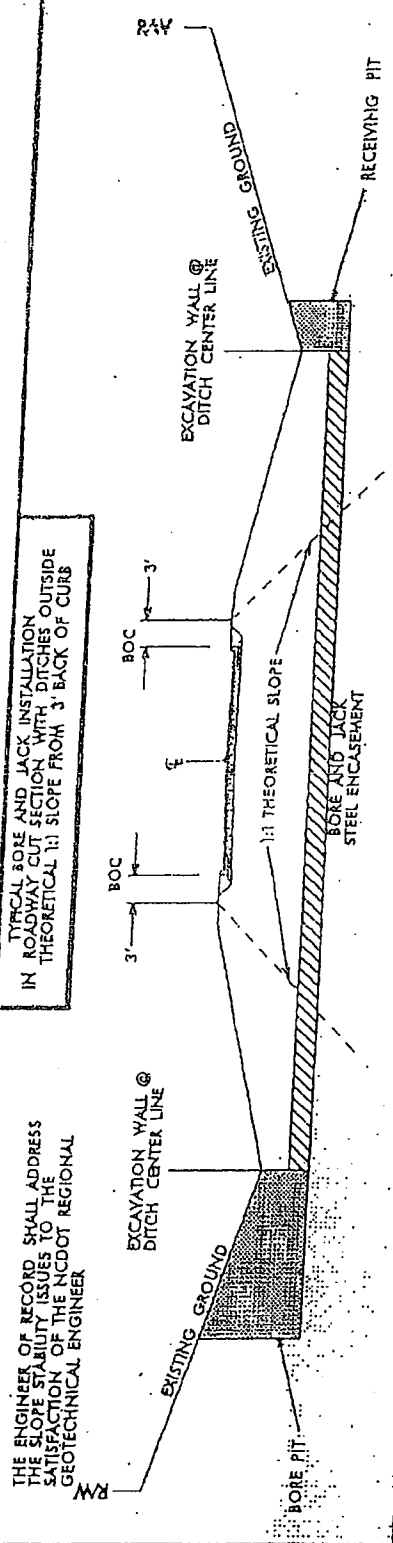 TYPICAL BORE AND JACK INSTALLATION
IN ROADWAY CUT SECTION WITH DITCHES OUTSIDE
THEORETICAL 1:1 SLOPE FROM 3' BACK OF CURB
THE ENGINEER OF RECORD SHALL ADDRESS
THE SLOPE STABILITY ISSUES TO THE
SATISFACTION OF THE NCDOT REGIONAL
GEOTECHNICAL ENGINEER
R/W
EXISTING GROUND
BORE PIT
EXCAVATION WALL @
DITCH CENTER LINE
3'
BOC
BOC
3'
1:1 THEORETICAL SLOPE
BORE AND JACK
STEEL ENCASEMENT
EXCAVATION WALL @
DITCH CENTER LINE
EXISTING GROUND
RECEIVING PIT